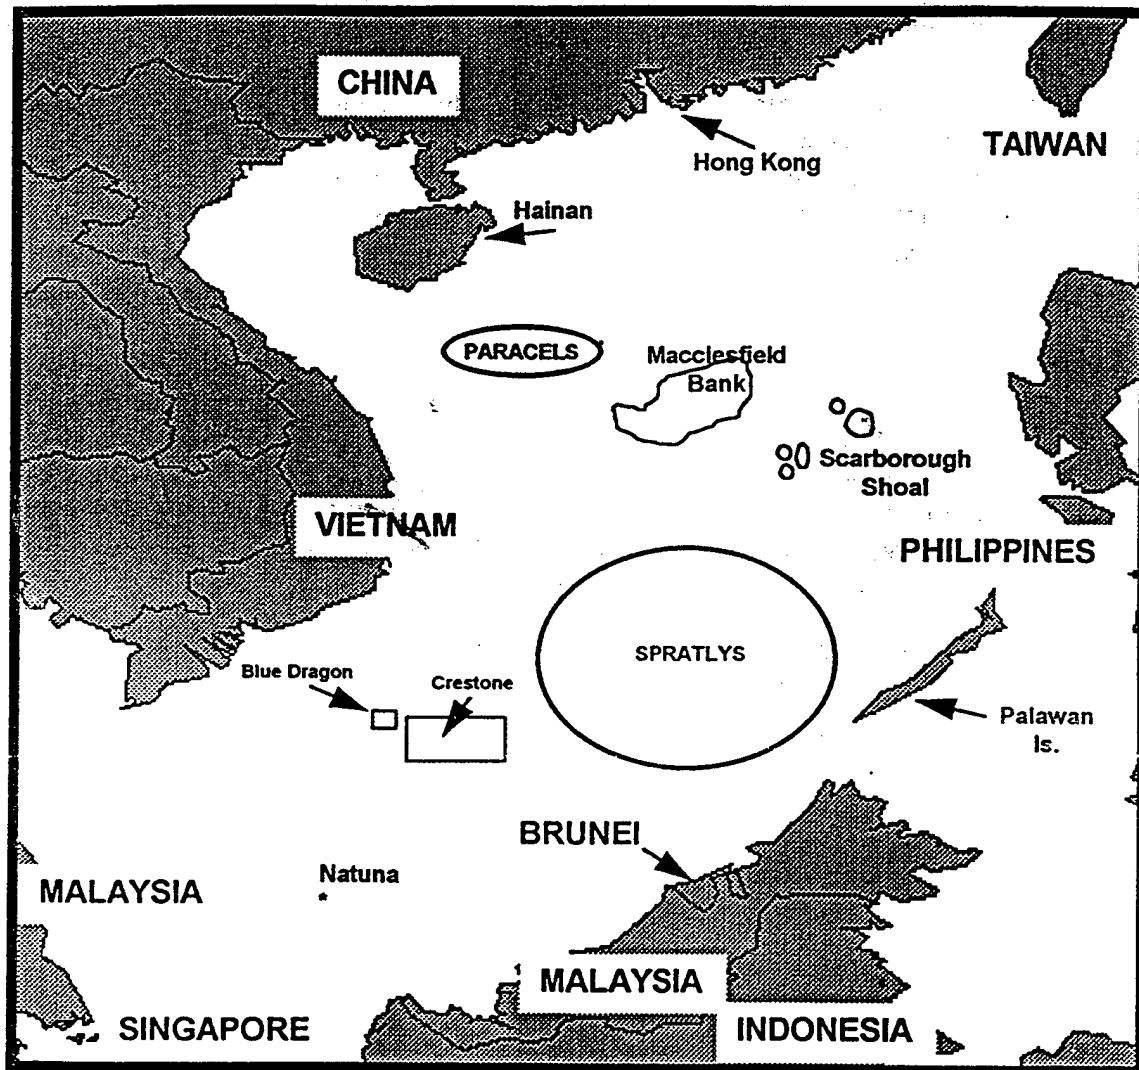 CHINA
Hong Kong
TAIWAN
Hainan
PARACELS
Macclesfield
Bank
Scarborough
Shoal
VIETNAM
PHILIPPINES
SPRATLYS
Blue Dragon
Crestone
Palawan
Is.
BRUNEI
Natuna
*
MALAYSIA
MALAYSIA
SINGAPORE
INDONESIA